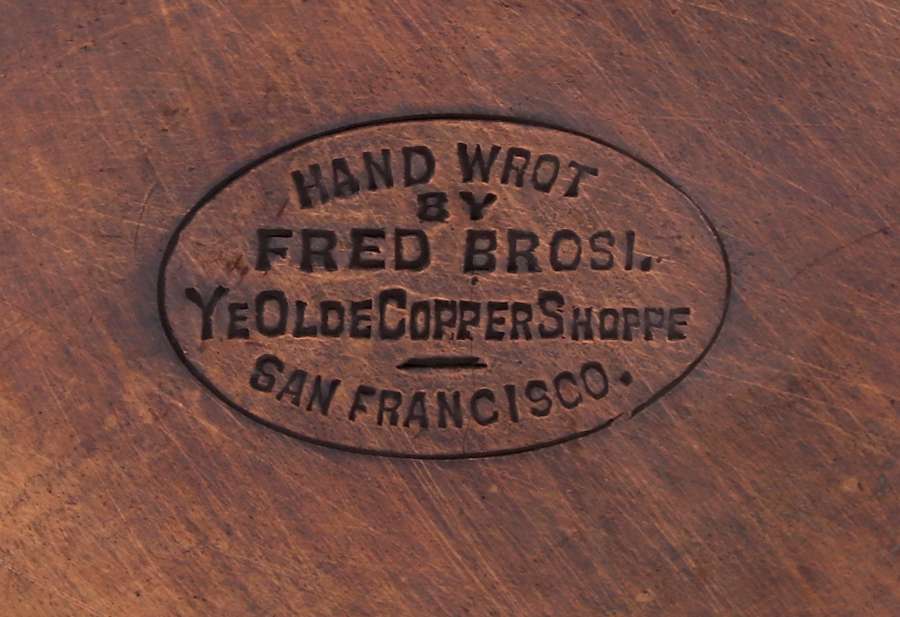 HAND WROT
BY
FRED BROSI.
YE OLDE COPPER SHOPPE
SAN FRANCISCO.